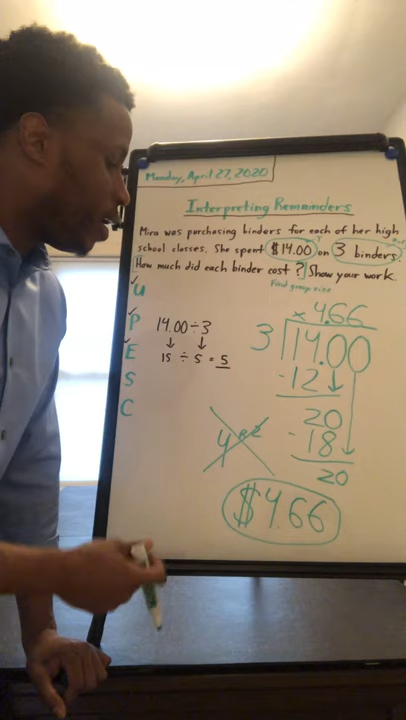 Monday, April 27, 2020
Interpreting Remainders
Mira was purchasing binders for each of her high
school classes. She spent $14.00 on 3 binders.
How much did each binder cost? Show your work.
Find group size
U
P
E
S
C
14.00 ÷ 3
15 ÷ 5 = 5
4.66
3 14.00
-12
20
-18
20
4 R2
$4.66